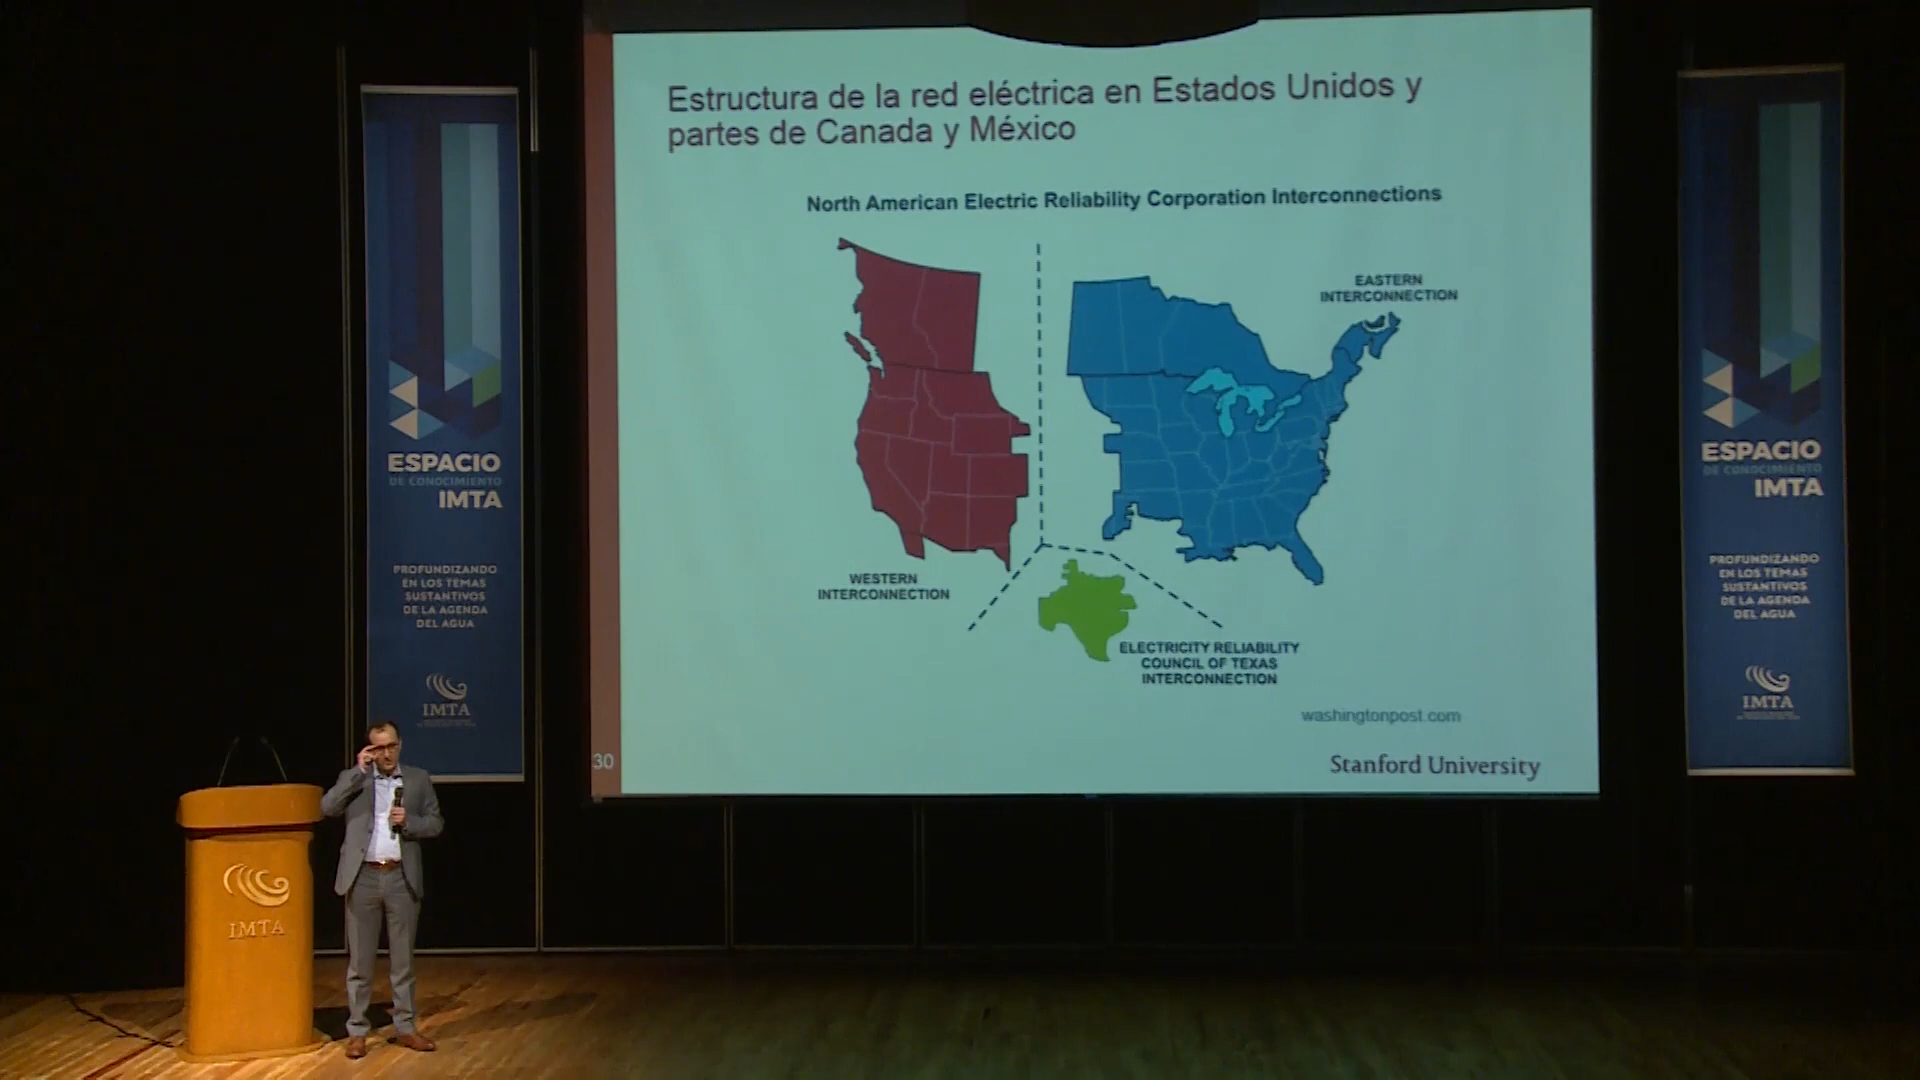 Estructura de la red eléctrica en Estados Unidos y
partes de Canada y México
North American Electric Reliability Corporation Interconnections
EASTERN
INTERCONNECTION
WESTERN
INTERCONNECTION
ELECTRICITY RELIABILITY
COUNCIL OF TEXAS
INTERCONNECTION
washingtonpost.com
30
Stanford University
ESPACIO
DE CONOCIMIENTO
IMTA
PROFUNDIZANDO
EN LOS TEMAS
SUSTANTIVOS
DE LA AGENDA
DEL AGUA
IMTA
ESPACIO
DE CONOCIMIENTO
IMTA
PROFUNDIZANDO
EN LOS TEMAS
SUSTANTIVOS
DE LA AGENDA
DEL AGUA
IMTA
IMTA